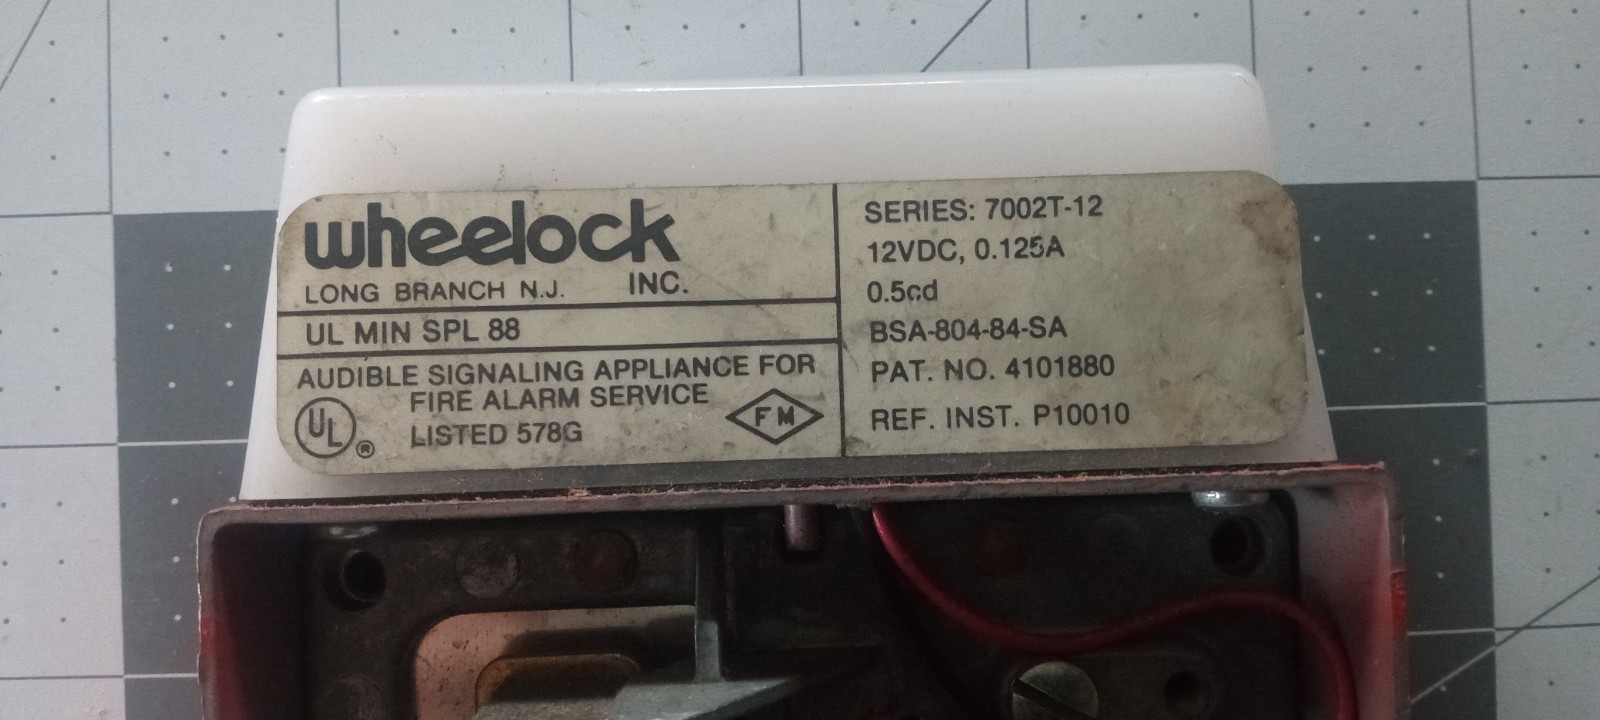 wheelock
LONG BRANCH N.J. INC.
UL MIN SPL 88
AUDIBLE SIGNALING APPLIANCE FOR
FIRE ALARM SERVICE
UL ® LISTED 578G
FM
SERIES: 7002T-12
12VDC, 0.125A
0.5cd
BSA-804-84-SA
PAT. NO. 4101880
REF. INST. P10010